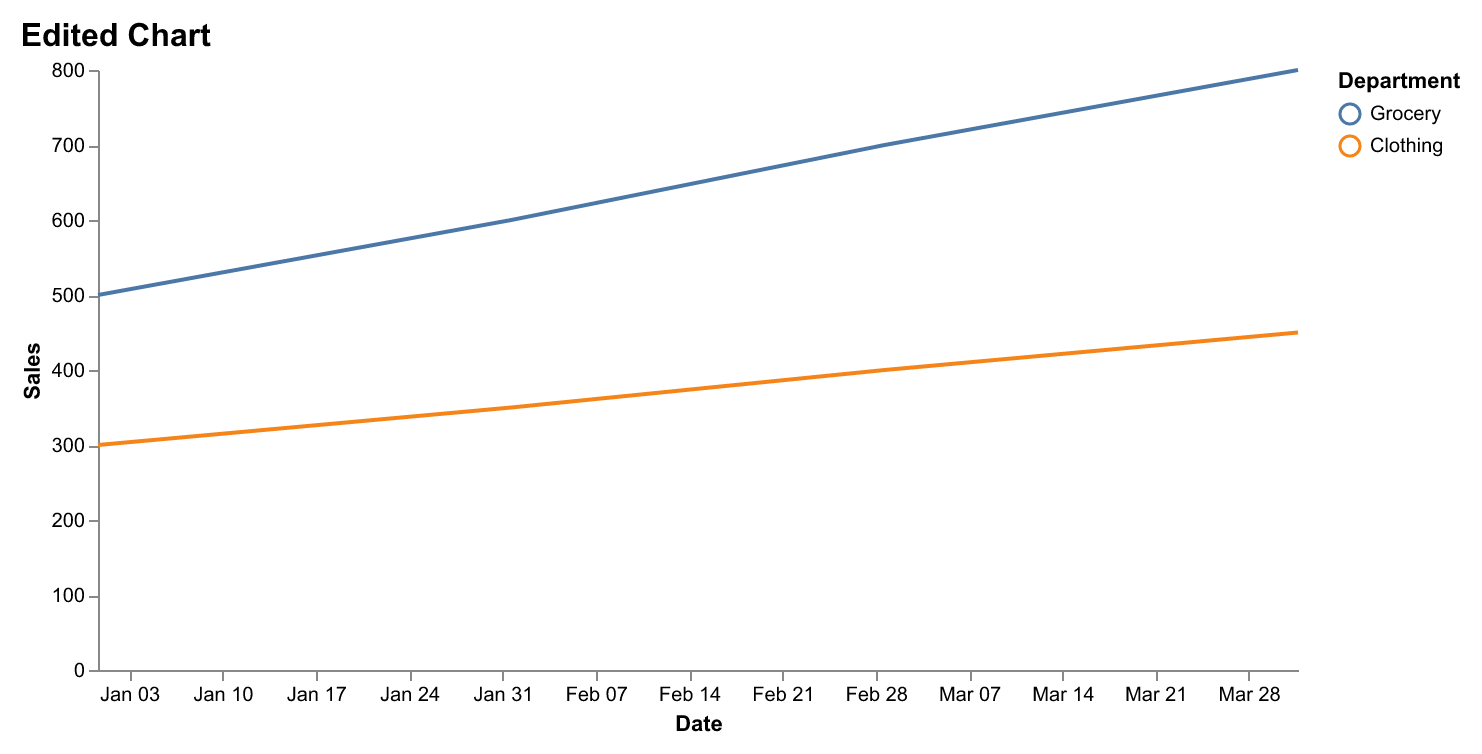 Edited Chart
800
700
600
500
400
300
200
100
0
Sales
Jan 03 Jan 10 Jan 17 Jan 24 Jan 31 Feb 07 Feb 14 Feb 21 Feb 28 Mar 07 Mar 14 Mar 21 Mar 28
Date
Department
Grocery
Clothing